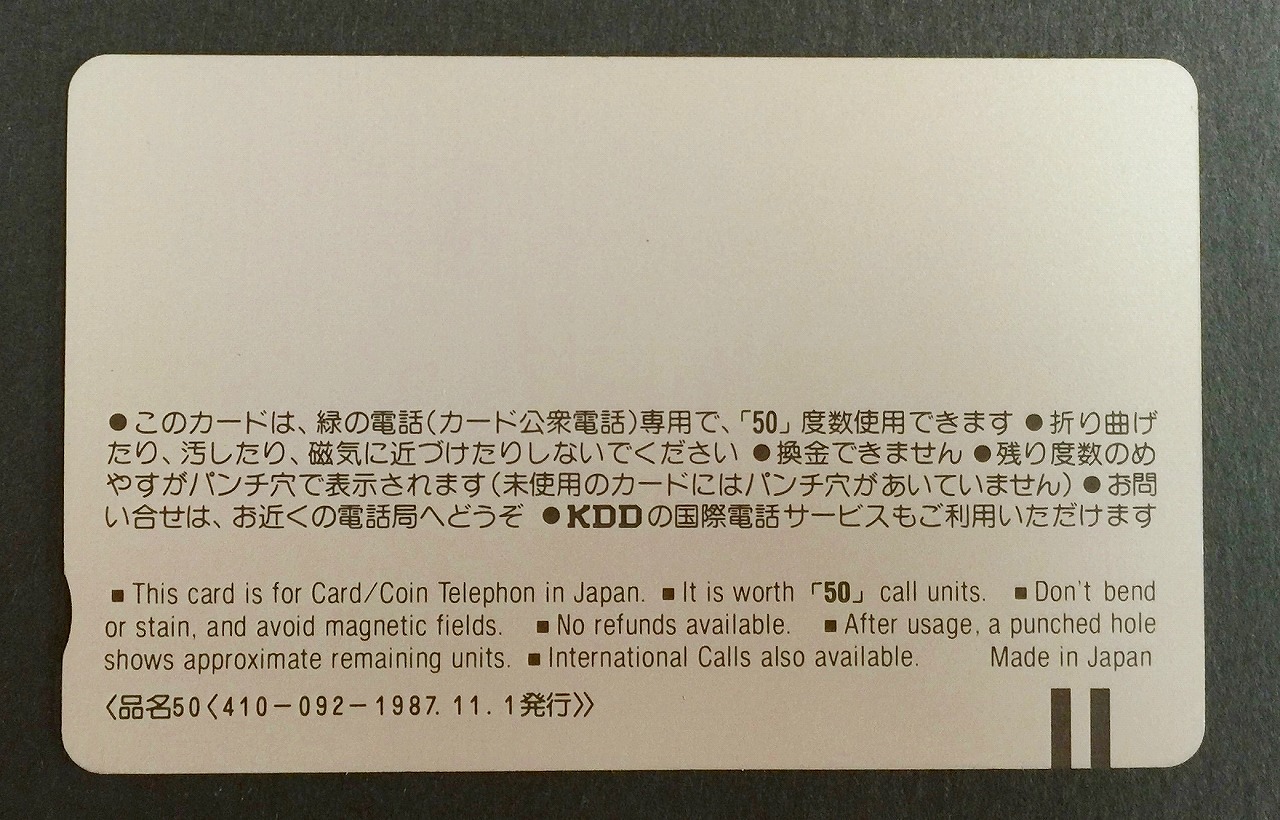 ●このカードは、緑の電話(カード公衆電話)専用で、「50」度数使用できます ●折り曲げ
たり、汚したり、磁気に近づけたりしないでください ●換金できません ●残り度数のめ
やすがパンチ穴で表示されます(未使用のカードにはパンチ穴があいていません) ●お問
い合せは、お近くの電話局へどうぞ ●KDDの国際電話サービスもご利用いただけます
■This card is for Card/Coin Telephon in Japan. ■It is worth 「50」 call units. ■Don't bend
or stain, and avoid magnetic fields. ■No refunds available. ■After usage, a punched hole
shows approximate remaining units. ■International Calls also available. Made in Japan
〈品名50〈410-092-1987. 11. 1発行〉〉